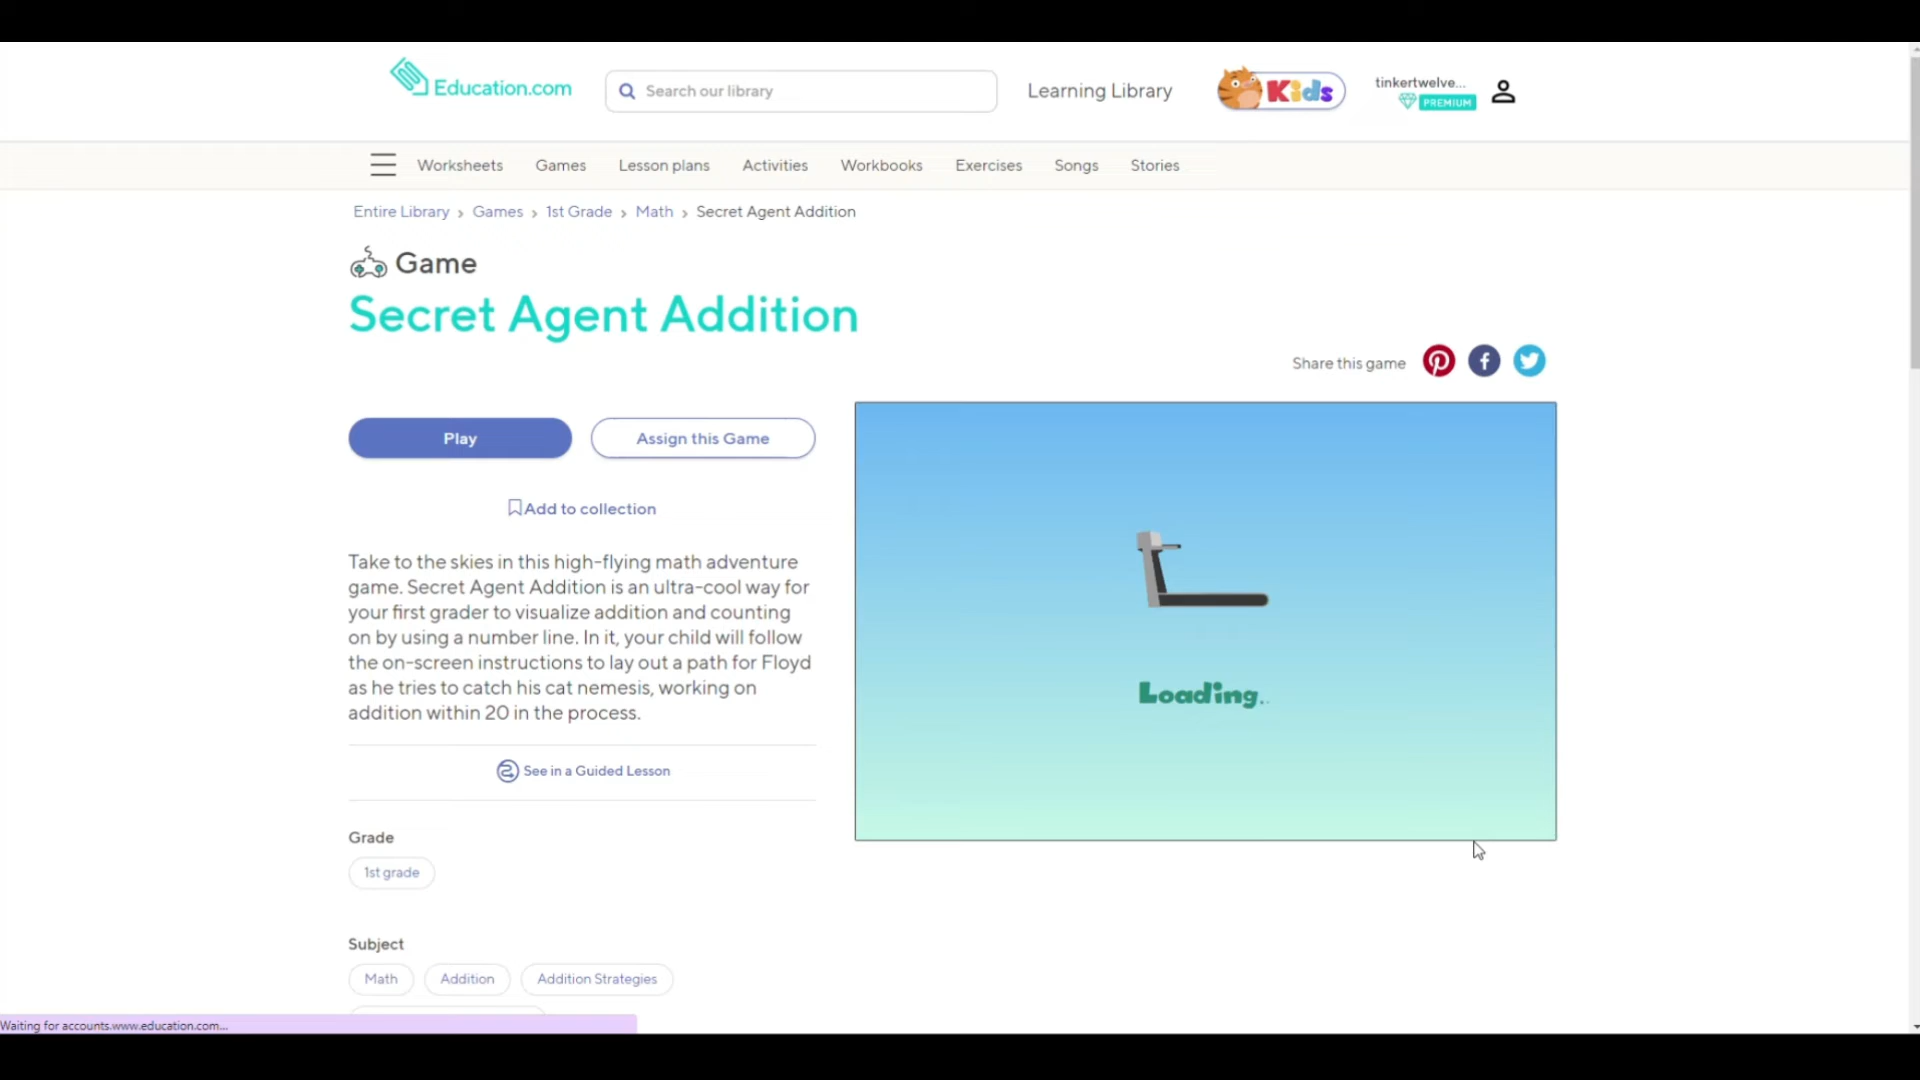 Education.com
Search our library
Learning Library
Kids
tinkertwelve...
PREMIUM
Worksheets Games Lesson plans Activities Workbooks Exercises Songs Stories
Entire Library › Games › 1st Grade › Math › Secret Agent Addition
Game
Secret Agent Addition
Share this game
Play
Assign this Game
Add to collection
Take to the skies in this high-flying math adventure
game. Secret Agent Addition is an ultra-cool way for
your first grader to visualize addition and counting
on by using a number line. In it, your child will follow
the on-screen instructions to lay out a path for Floyd
as he tries to catch his cat nemesis, working on
addition within 20 in the process.
Loading..
See in a Guided Lesson
Grade
1st grade
Subject
Math Addition Addition Strategies
Waiting for accounts.www.education.com...